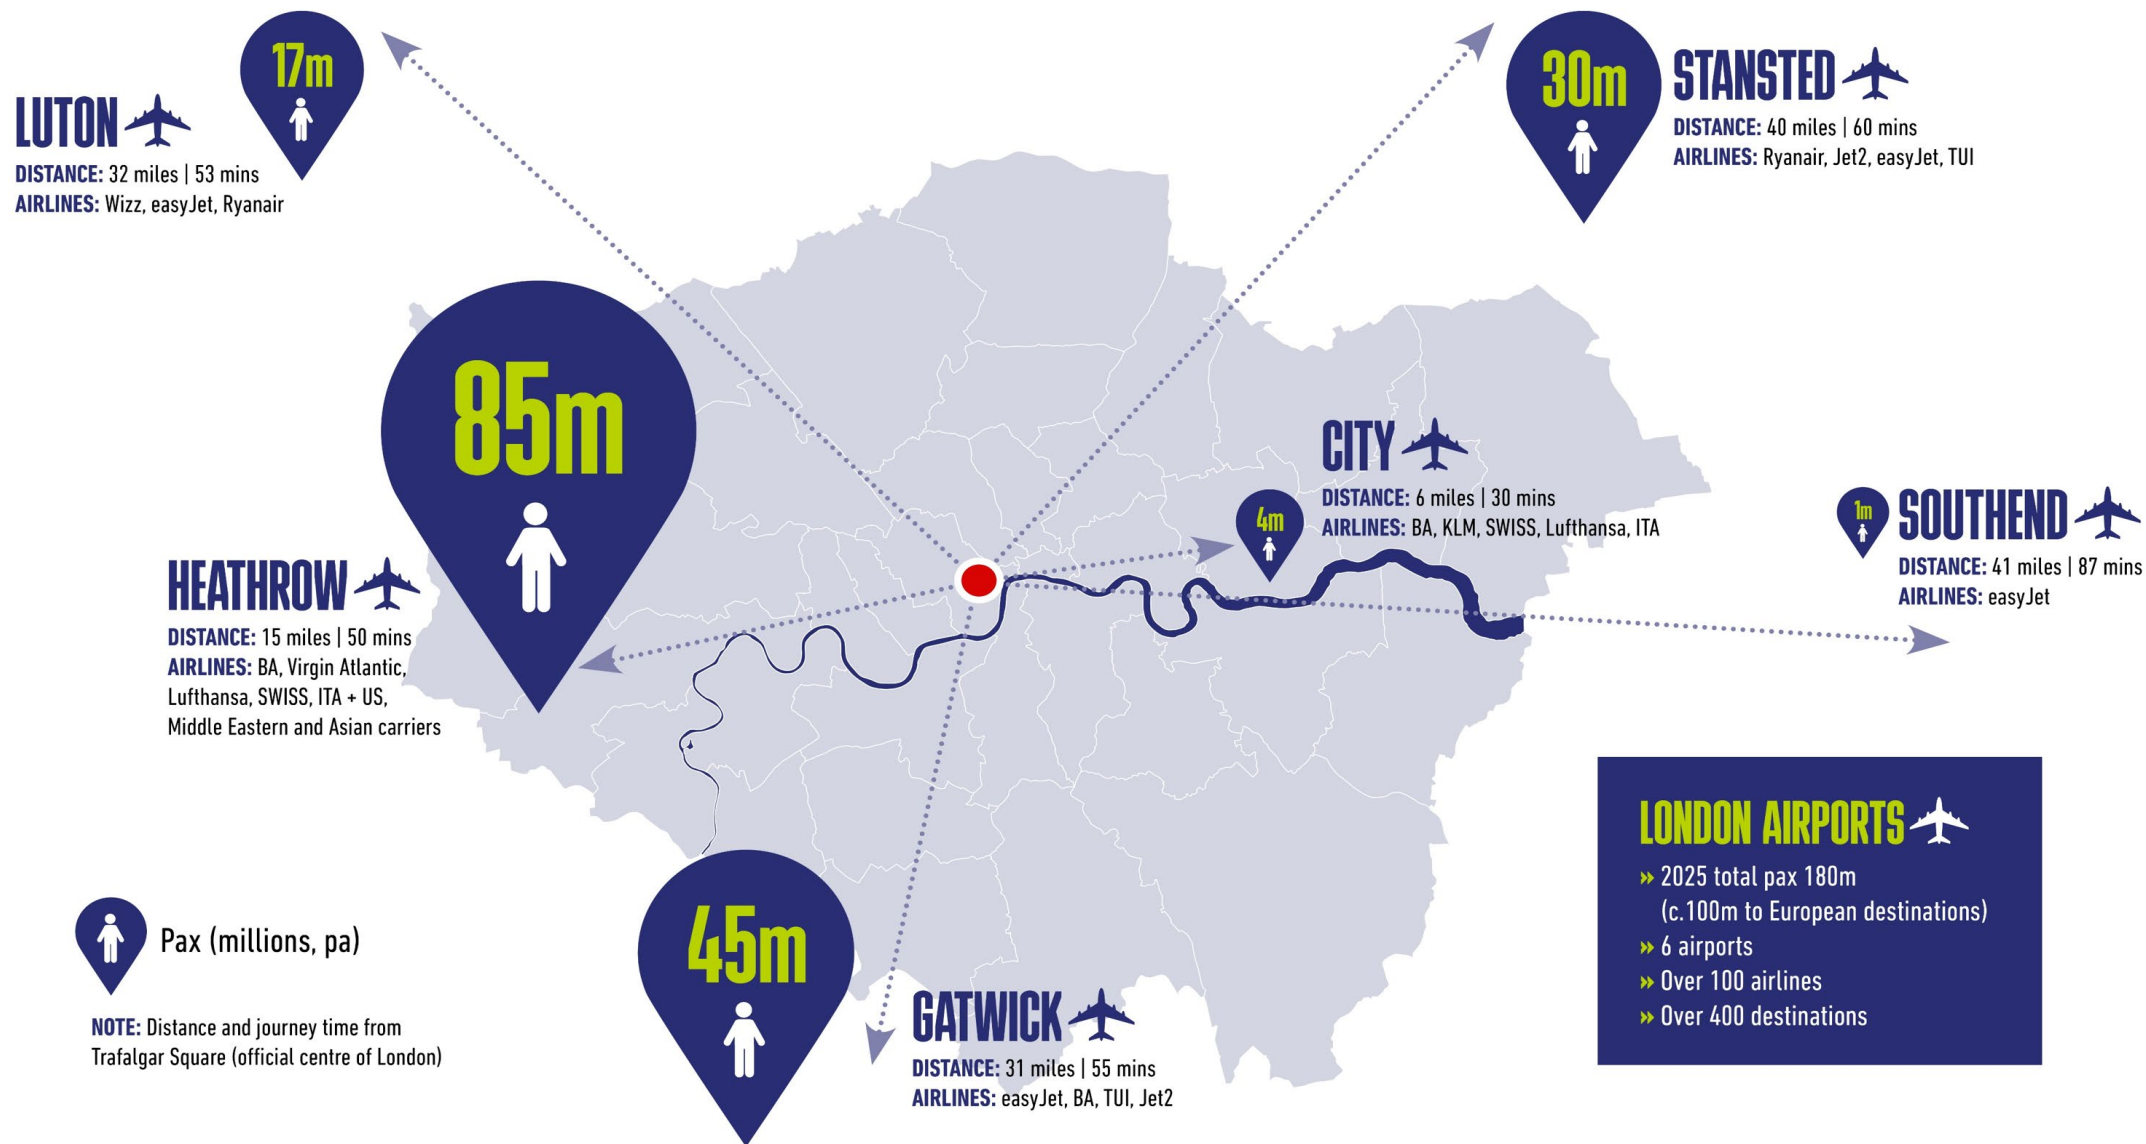 17m
LUTON
DISTANCE: 32 miles | 53 mins
AIRLINES: Wizz, easyJet, Ryanair
30m
STANSTED
DISTANCE: 40 miles | 60 mins
AIRLINES: Ryanair, Jet2, easyJet, TUI
85m
HEATHROW
DISTANCE: 15 miles | 50 mins
AIRLINES: BA, Virgin Atlantic,
Lufthansa, SWISS, ITA + US,
Middle Eastern and Asian carriers
4m
CITY
DISTANCE: 6 miles | 30 mins
AIRLINES: BA, KLM, SWISS, Lufthansa, ITA
1m
SOUTHEND
DISTANCE: 41 miles | 87 mins
AIRLINES: easyJet
45m
GATWICK
DISTANCE: 31 miles | 55 mins
AIRLINES: easyJet, BA, TUI, Jet2
Pax (millions, pa)
NOTE: Distance and journey time from
Trafalgar Square (official centre of London)
LONDON AIRPORTS
» 2025 total pax 180m
(c.100m to European destinations)
» 6 airports
» Over 100 airlines
» Over 400 destinations